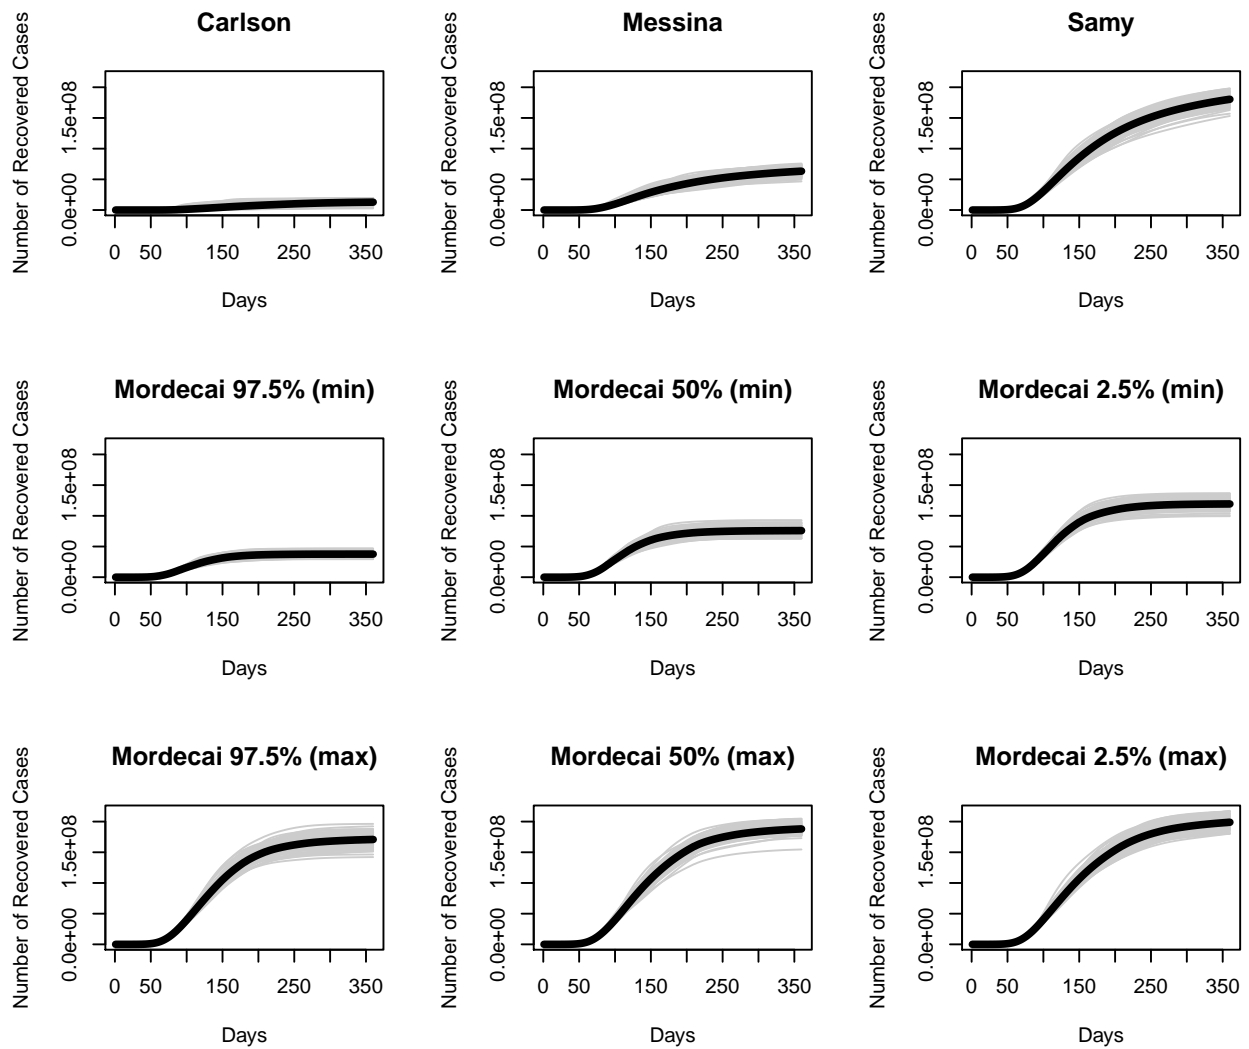 Carlson
Number of Recovered Cases
0.0e+00 1.5e+08
0 50 150 250 350
Days
Messina
Number of Recovered Cases
0.0e+00 1.5e+08
0 50 150 250 350
Days
Samy
Number of Recovered Cases
0.0e+00 1.5e+08
0 50 150 250 350
Days
Mordecai 97.5% (min)
Number of Recovered Cases
0.0e+00 1.5e+08
0 50 150 250 350
Days
Mordecai 50% (min)
Number of Recovered Cases
0.0e+00 1.5e+08
0 50 150 250 350
Days
Mordecai 2.5% (min)
Number of Recovered Cases
0.0e+00 1.5e+08
0 50 150 250 350
Days
Mordecai 97.5% (max)
Number of Recovered Cases
0.0e+00 1.5e+08
0 50 150 250 350
Days
Mordecai 50% (max)
Number of Recovered Cases
0.0e+00 1.5e+08
0 50 150 250 350
Days
Mordecai 2.5% (max)
Number of Recovered Cases
0.0e+00 1.5e+08
0 50 150 250 350
Days